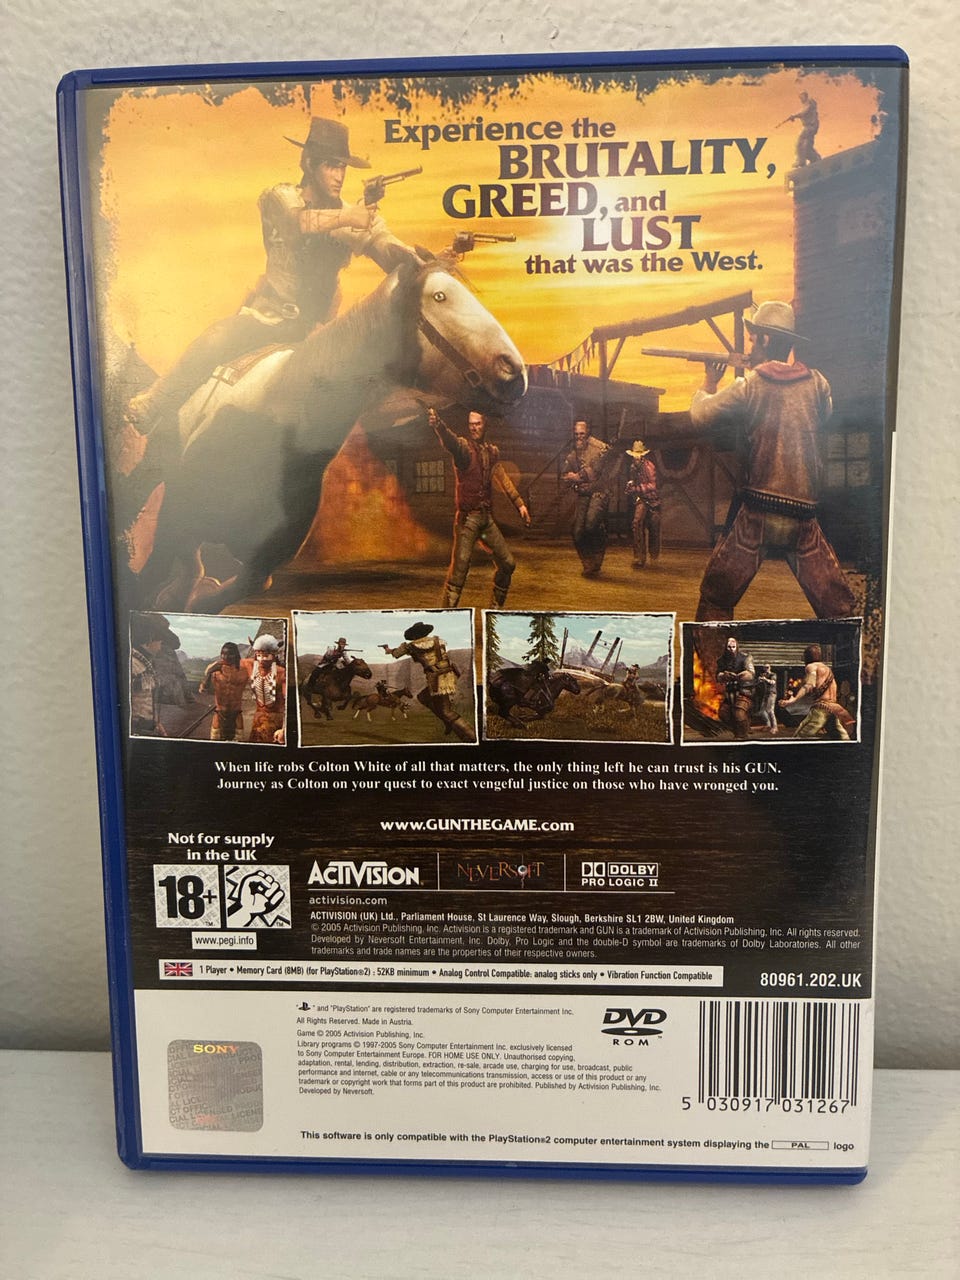 Experience the
BRUTALITY,
GREED, and
LUST
that was the West.
When life robs Colton White of all that matters, the only thing left he can trust is his GUN.
Journey as Colton on your quest to exact vengeful justice on those who have wronged you.
www.GUNTHEGAME.com
Not for supply
in the UK
18+
www.pegi.info
ACTIVISION
NEVERSOFT
DOLBY
PRO LOGIC II
activision.com
ACTIVISION (UK) Ltd., Parliament House, St Laurence Way, Slough, Berkshire SL1 2BW, United Kingdom
© 2005 Activision Publishing, Inc. Activision is a registered trademark and GUN is a trademark of Activision Publishing, Inc. All rights reserved.
Developed by Neversoft Entertainment, Inc. Dolby, Pro Logic and the double-D symbol are trademarks of Dolby Laboratories. All other
trademarks and trade names are the properties of their respective owners.
1 Player • Memory Card (8MB) (for PlayStation®2) : 52KB minimum • Analog Control Compatible: analog sticks only • Vibration Function Compatible
80961.202.UK
" " and "PlayStation" are registered trademarks of Sony Computer Entertainment Inc.
All Rights Reserved. Made in Austria.
Game © 2005 Activision Publishing, Inc.
Library programs © 1997-2005 Sony Computer Entertainment Inc. exclusively licensed
to Sony Computer Entertainment Europe. FOR HOME USE ONLY. Unauthorised copying,
adaptation, rental, lending, distribution, extraction, re-sale, arcade use, charging for use, broadcast, public
performance and internet, cable or any telecommunications transmission, access or use of this product or any
trademark or copyright work that forms part of this product are prohibited. Published by Activision Publishing, Inc.
Developed by Neversoft.
DVD
ROM
SONY
5 030917 031267
This software is only compatible with the PlayStation®2 computer entertainment system displaying the PAL logo